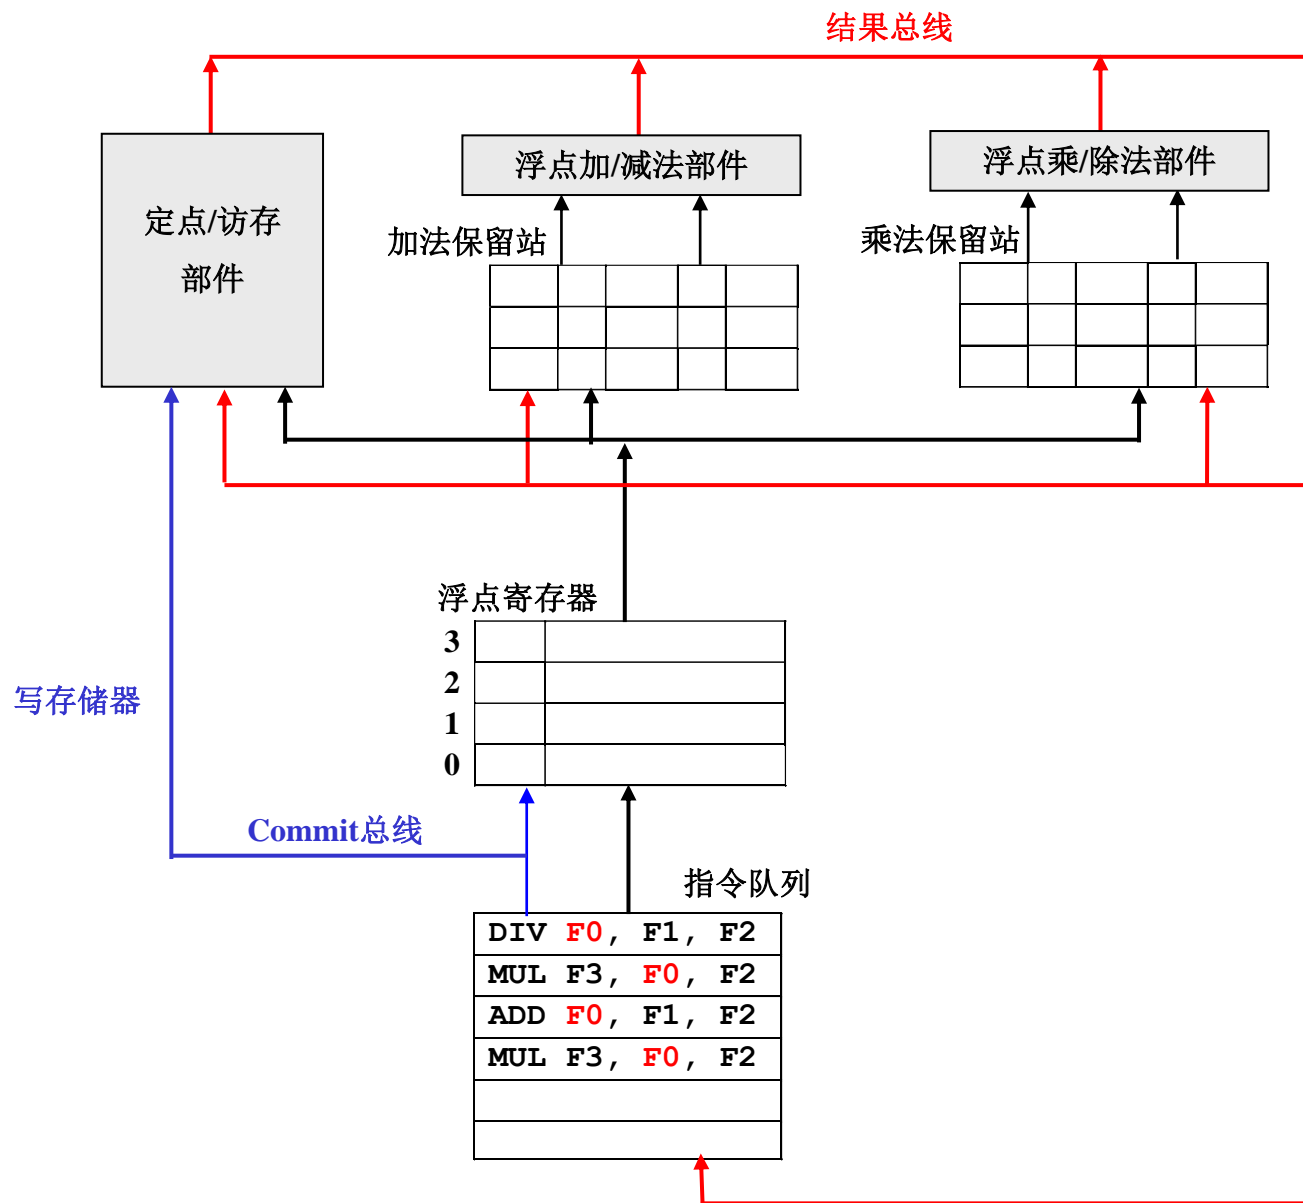 结果总线
定点/访存
部件
浮点加/减法部件
浮点乘/除法部件
加法保留站
乘法保留站
浮点寄存器
3
2
1
0
写存储器
Commit总线
指令队列
DIV F0, F1, F2
MUL F3, F0, F2
ADD F0, F1, F2
MUL F3, F0, F2